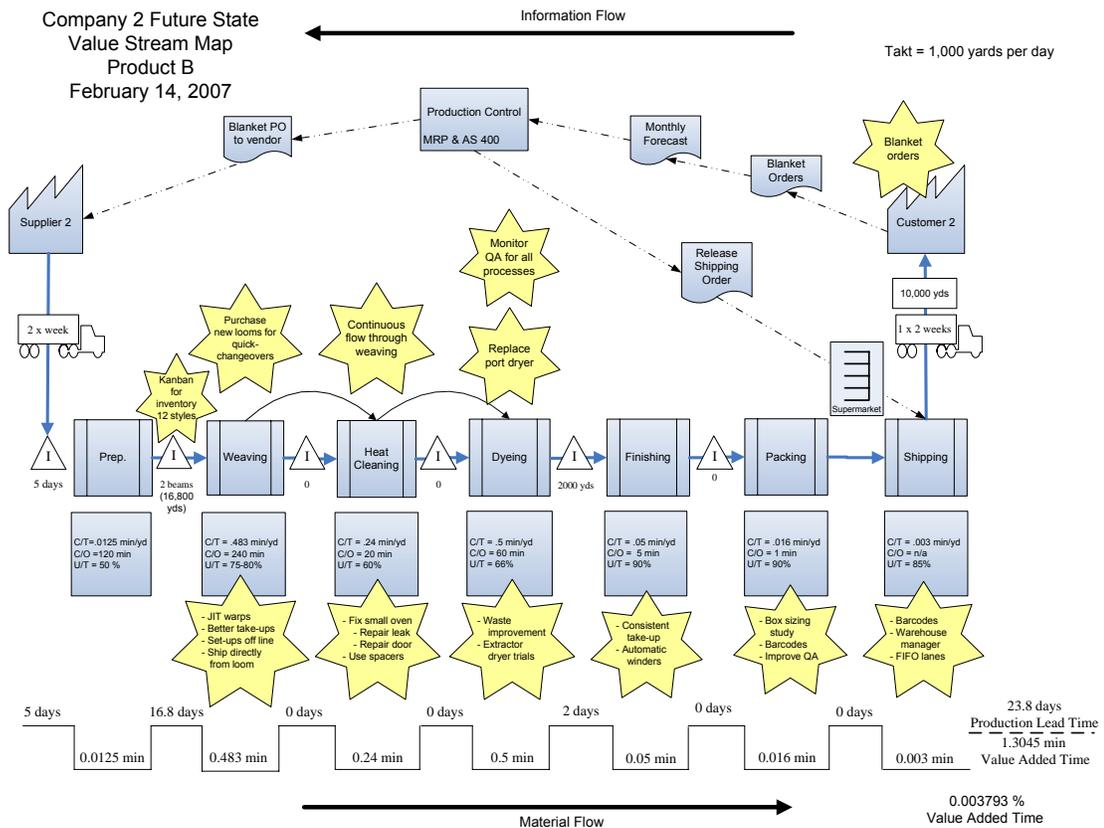 Company 2 Future State
Value Stream Map
Product B
February 14, 2007
Information Flow
Takt = 1,000 yards per day
Production Control
MRP & AS 400
Blanket PO
to vendor
Monthly
Forecast
Blanket
Orders
Blanket
orders
Supplier 2
Customer 2
Release
Shipping
Order
2 x week
10,000 yds
1 x 2 weeks
Supermarket
Kanban
for
inventory
12 styles
Purchase
new looms for
quick-
changeovers
Continuous
flow through
weaving
Monitor
QA for all
processes
Replace
port dryer
I
5 days
Prep.
I
2 beams
(16,800
yds)
Weaving
I
0
Heat
Cleaning
I
0
Dyeing
I
2000 yds
Finishing
I
0
Packing
Shipping
C/T=.0125 min/yd
C/O=120 min
U/T = 50 %
C/T = .483 min/yd
C/O = 240 min
U/T = 75-80%
C/T = .24 min/yd
C/O = 20 min
U/T = 60%
C/T = .5 min/yd
C/O = 60 min
U/T = 66%
C/T = .05 min/yd
C/O = 5 min
U/T = 90%
C/T = .016 min/yd
C/O = 1 min
U/T = 90%
C/T = .003 min/yd
C/O = n/a
U/T = 85%
- JIT warps
- Better take-ups
- Set-ups off line
- Ship directly
from loom
- Fix small oven
- Repair leak
- Repair door
- Use spacers
- Waste
improvement
- Extractor
dryer trials
- Consistent
take-up
- Automatic
winders
- Box sizing
study
- Barcodes
- Improve QA
- Barcodes
- Warehouse
manager
- FIFO lanes
5 days
16.8 days
0 days
0 days
2 days
0 days
0 days
0.0125 min
0.483 min
0.24 min
0.5 min
0.05 min
0.016 min
0.003 min
23.8 days
Production Lead Time
1.3045 min
Value Added Time
0.003793 %
Value Added Time
Material Flow